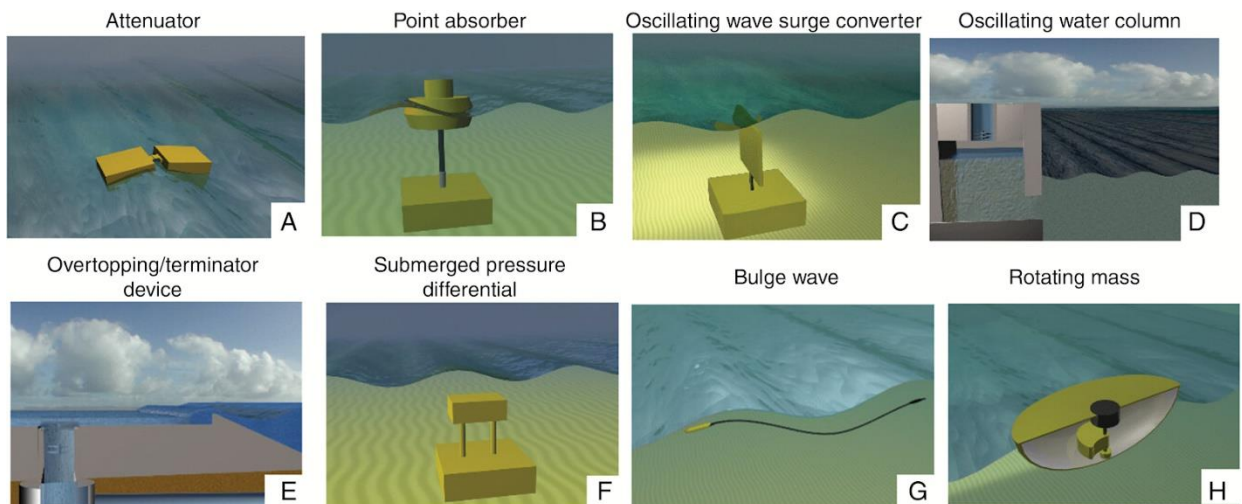 Attenuator
Point absorber
Oscillating wave surge converter
Oscillating water column
A
B
C
D
Overtopping/terminator
device
Submerged pressure
differential
Bulge wave
Rotating mass
E
F
G
H